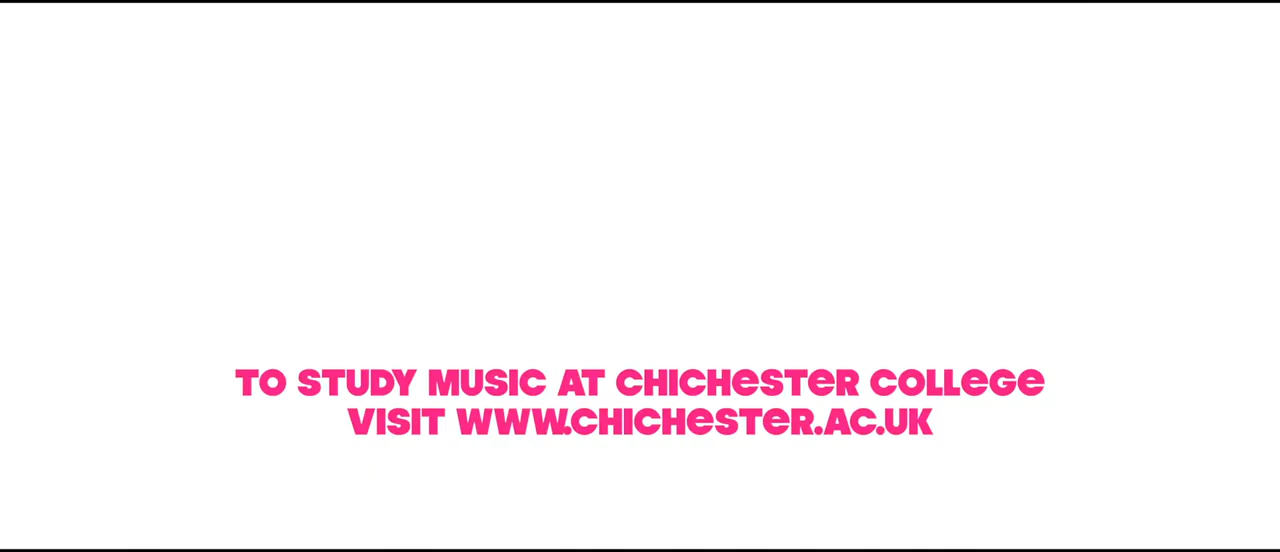 TO STUDY MUSIC AT CHICHeSTeR COLLeGe
VISIT WWW.CHICHeSTeR.AC.UK